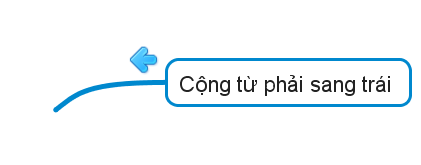 Cộng từ phải sang trái